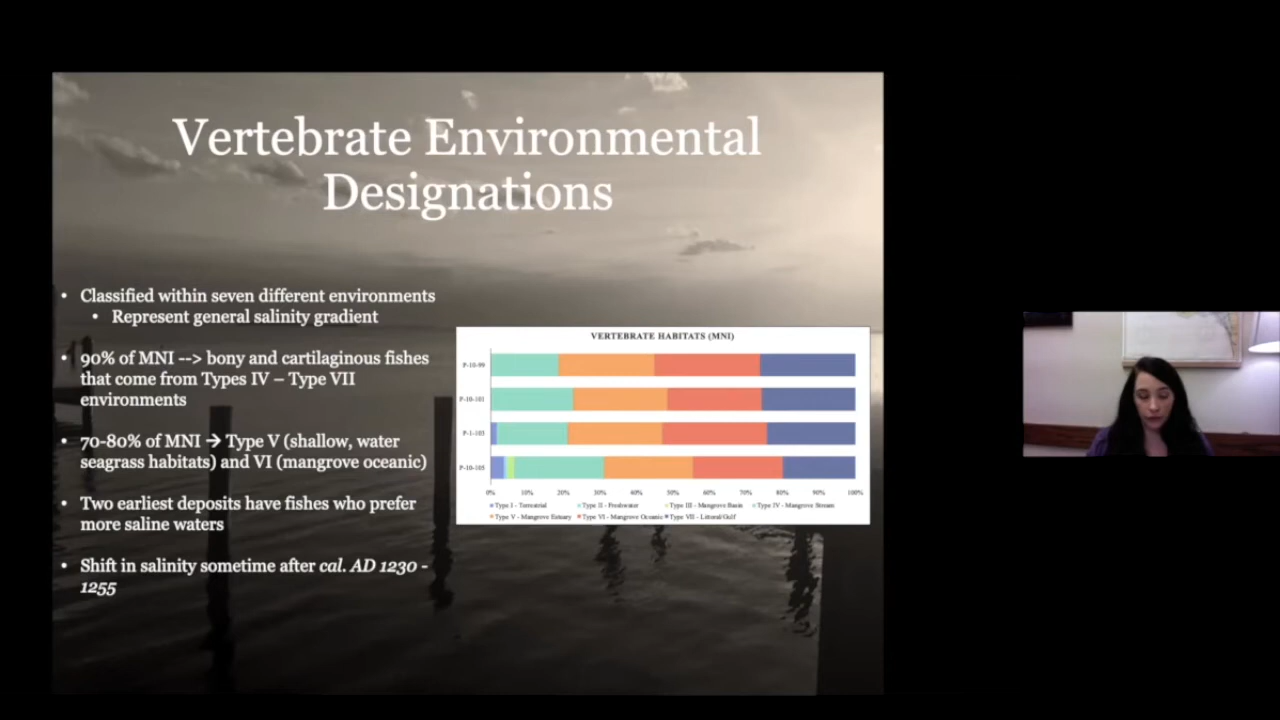 Vertebrate Environmental
Designations
• Classified within seven different environments
• Represent general salinity gradient
• 90% of MNI --> bony and cartilaginous fishes
that come from Types IV – Type VII
environments
• 70-80% of MNI → Type V (shallow, water
seagrass habitats) and VI (mangrove oceanic)
• Two earliest deposits have fishes who prefer
more saline waters
• Shift in salinity sometime after cal. AD 1230 -
1255
VERTEBRATE HABITATS (MNI)
P-10-99
P-10-101
P-1-103
P-10-105
0% 10% 20% 30% 40% 50% 60% 70% 80% 90% 100%
Type I - Terrestrial Type II - Freshwater Type III - Mangrove Basin Type IV - Mangrove Stream
Type V - Mangrove Estuary Type VI - Mangrove Oceanic Type VII - Littoral/Gulf